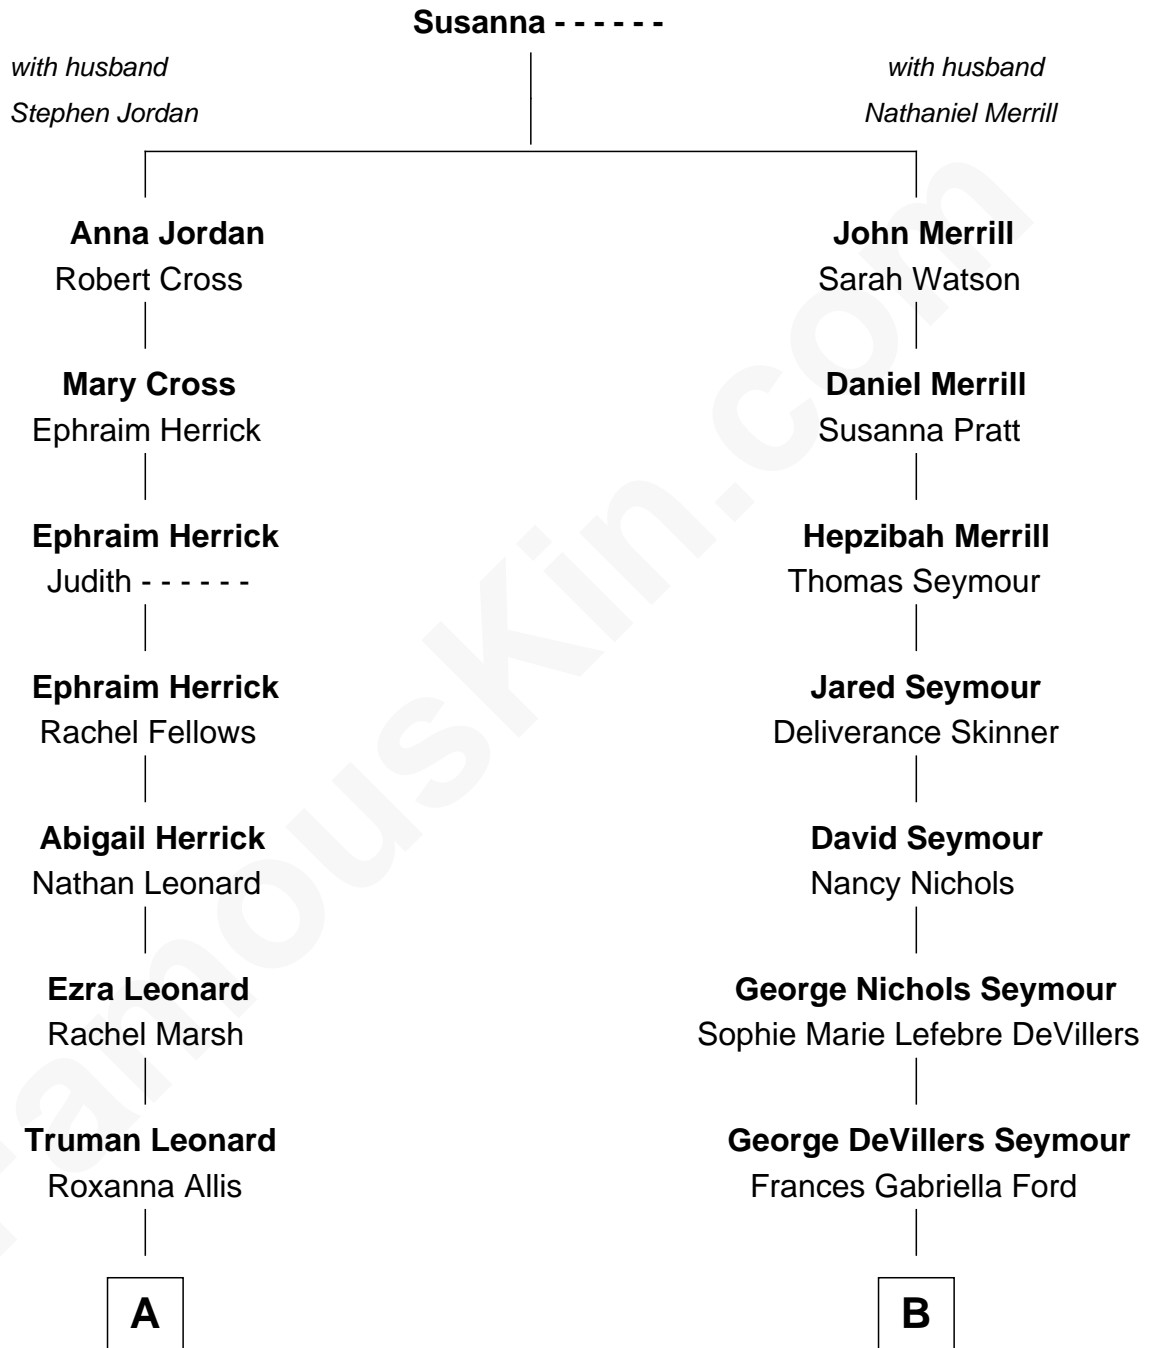 Susanna - - - - - -
with husband
Stephen Jordan
with husband
Nathaniel Merrill
Anna Jordan
Robert Cross
John Merrill
Sarah Watson
Mary Cross
Ephraim Herrick
Daniel Merrill
Susanna Pratt
Ephraim Herrick
Judith - - - - - -
Hepzibah Merrill
Thomas Seymour
Ephraim Herrick
Rachel Fellows
Jared Seymour
Deliverance Skinner
Abigail Herrick
Nathan Leonard
David Seymour
Nancy Nichols
Ezra Leonard
Rachel Marsh
George Nichols Seymour
Sophie Marie Lefebre DeVillers
Truman Leonard
Roxanna Allis
George DeVillers Seymour
Frances Gabriella Ford
A
B
FamousKin.com